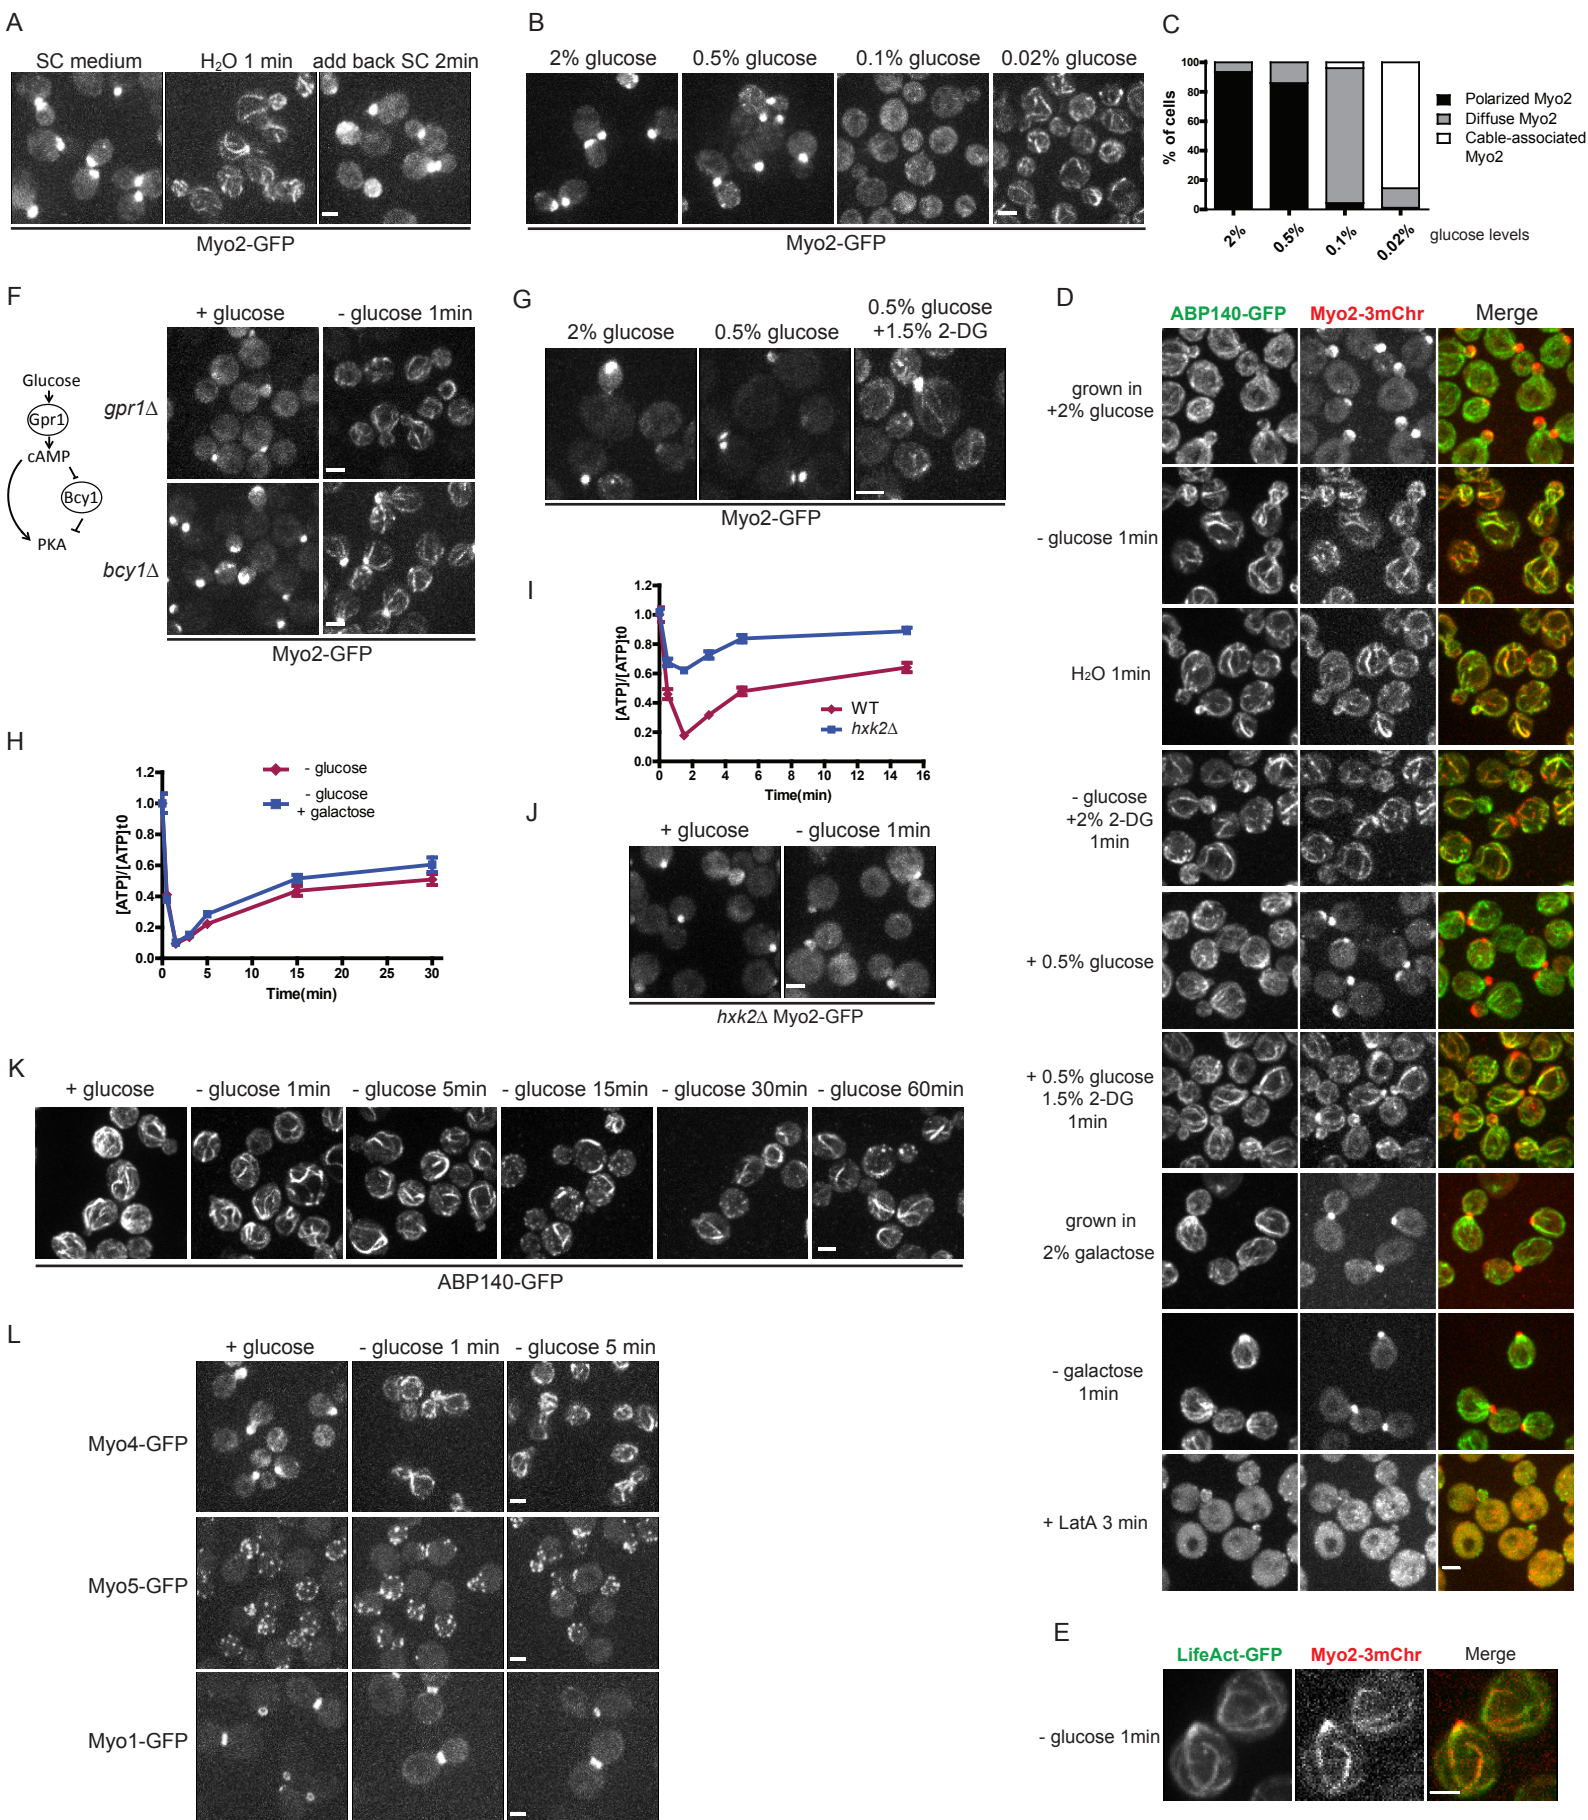 A
SC medium
H2O 1 min
add back SC 2min
Myo2-GFP
B
2% glucose
0.5% glucose
0.1% glucose
0.02% glucose
Myo2-GFP
C
100
80
60
40
20
0
% of cells
2%
0.5%
0.1%
0.02%
glucose levels
Polarized Myo2
Diffuse Myo2
Cable-associated
Myo2
F
+ glucose
- glucose 1min
Glucose
Gpr1
cAMP
Bcy1
PKA
gpr1Δ
bcy1Δ
Myo2-GFP
G
2% glucose
0.5% glucose
0.5% glucose
+1.5% 2-DG
Myo2-GFP
D
ABP140-GFP
Myo2-3mChr
Merge
grown in
+2% glucose
- glucose 1min
H2O 1min
- glucose
+2% 2-DG
1min
+ 0.5% glucose
+ 0.5% glucose
1.5% 2-DG
1min
grown in
2% galactose
- galactose
1min
+ LatA 3 min
I
1.2
1.0
0.8
0.6
0.4
0.2
0.0
[ATP]/[ATP]t0
0
2
4
6
8
10
12
14
16
Time(min)
WT
hxk2Δ
H
1.2
1.0
0.8
0.6
0.4
0.2
0.0
[ATP]/[ATP]t0
0
5
10
15
20
25
30
Time(min)
- glucose
- glucose
+ galactose
J
+ glucose
- glucose 1min
hxk2Δ Myo2-GFP
K
+ glucose
- glucose 1min
- glucose 5min
- glucose 15min
- glucose 30min
- glucose 60min
ABP140-GFP
L
+ glucose
- glucose 1 min
- glucose 5 min
Myo4-GFP
Myo5-GFP
Myo1-GFP
E
LifeAct-GFP
Myo2-3mChr
Merge
- glucose 1min